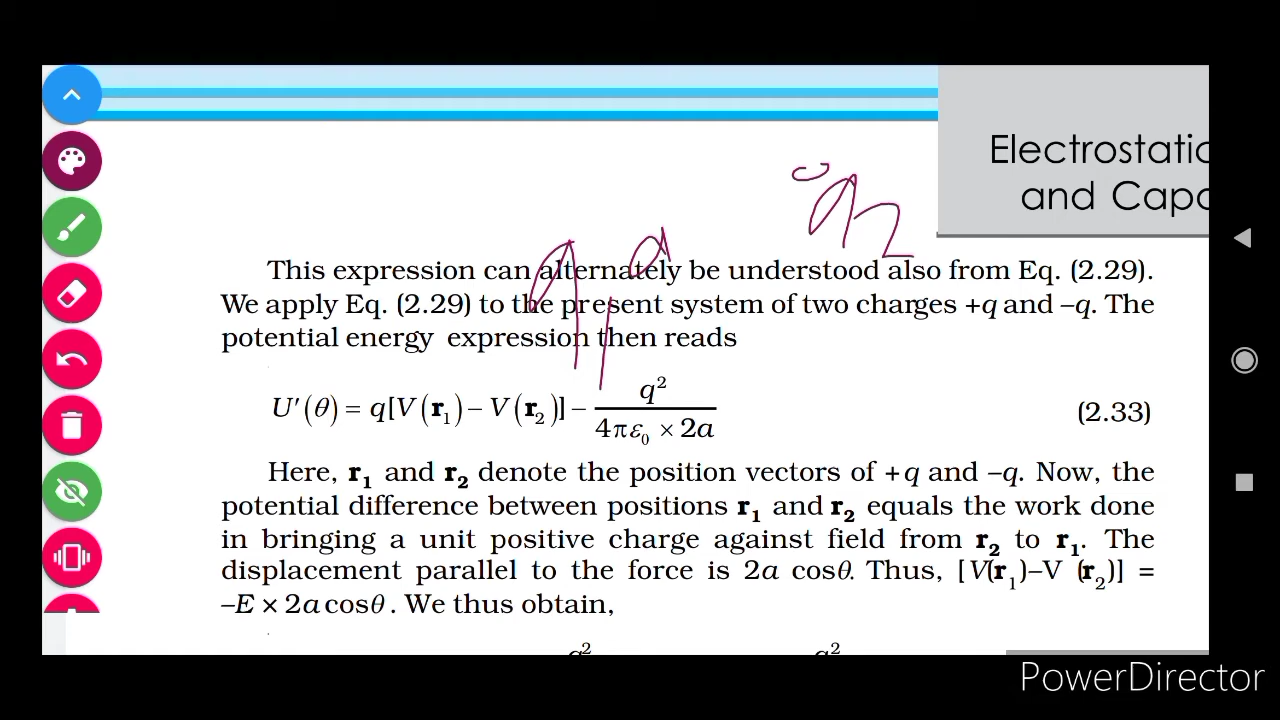 Electrostatic
and Capa
q2
This expression can alternately be understood also from Eq. (2.29).
We apply Eq. (2.29) to the present system of two charges +q and –q. The
potential energy expression then reads
U′(θ) = q[V(r₁) – V(r₂)] – q² / 4πε₀ × 2a (2.33)
Here, r₁ and r₂ denote the position vectors of +q and –q. Now, the
potential difference between positions r₁ and r₂ equals the work done
in bringing a unit positive charge against field from r₂ to r₁. The
displacement parallel to the force is 2a cosθ. Thus, [V(r₁)–V (r₂)] =
–E × 2a cosθ. We thus obtain,
PowerDirector